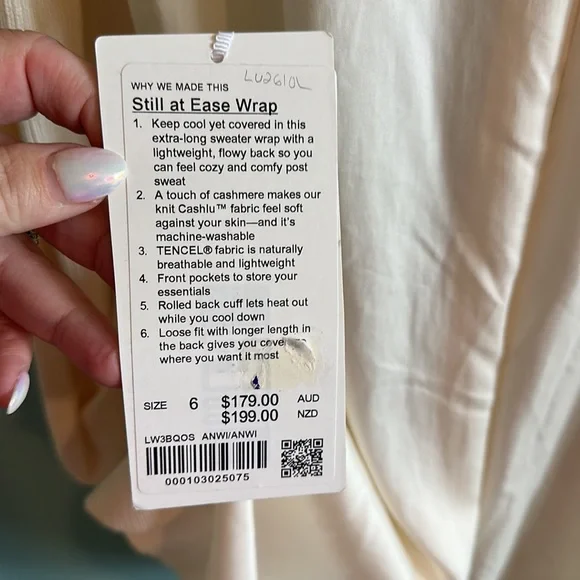 LU2610L
WHY WE MADE THIS
Still at Ease Wrap
1. Keep cool yet covered in this
extra-long sweater wrap with a
lightweight, flowy back so you
can feel cozy and comfy post
sweat
2. A touch of cashmere makes our
knit Cashlu™ fabric feel soft
against your skin—and it's
machine-washable
3. TENCEL® fabric is naturally
breathable and lightweight
4. Front pockets to store your
essentials
5. Rolled back cuff lets heat out
while you cool down
6. Loose fit with longer length in
the back gives you
where you want it most
SIZE 6 $179.00 AUD
$199.00 NZD
LW3BQOS ANWI/ANWI
000103025075